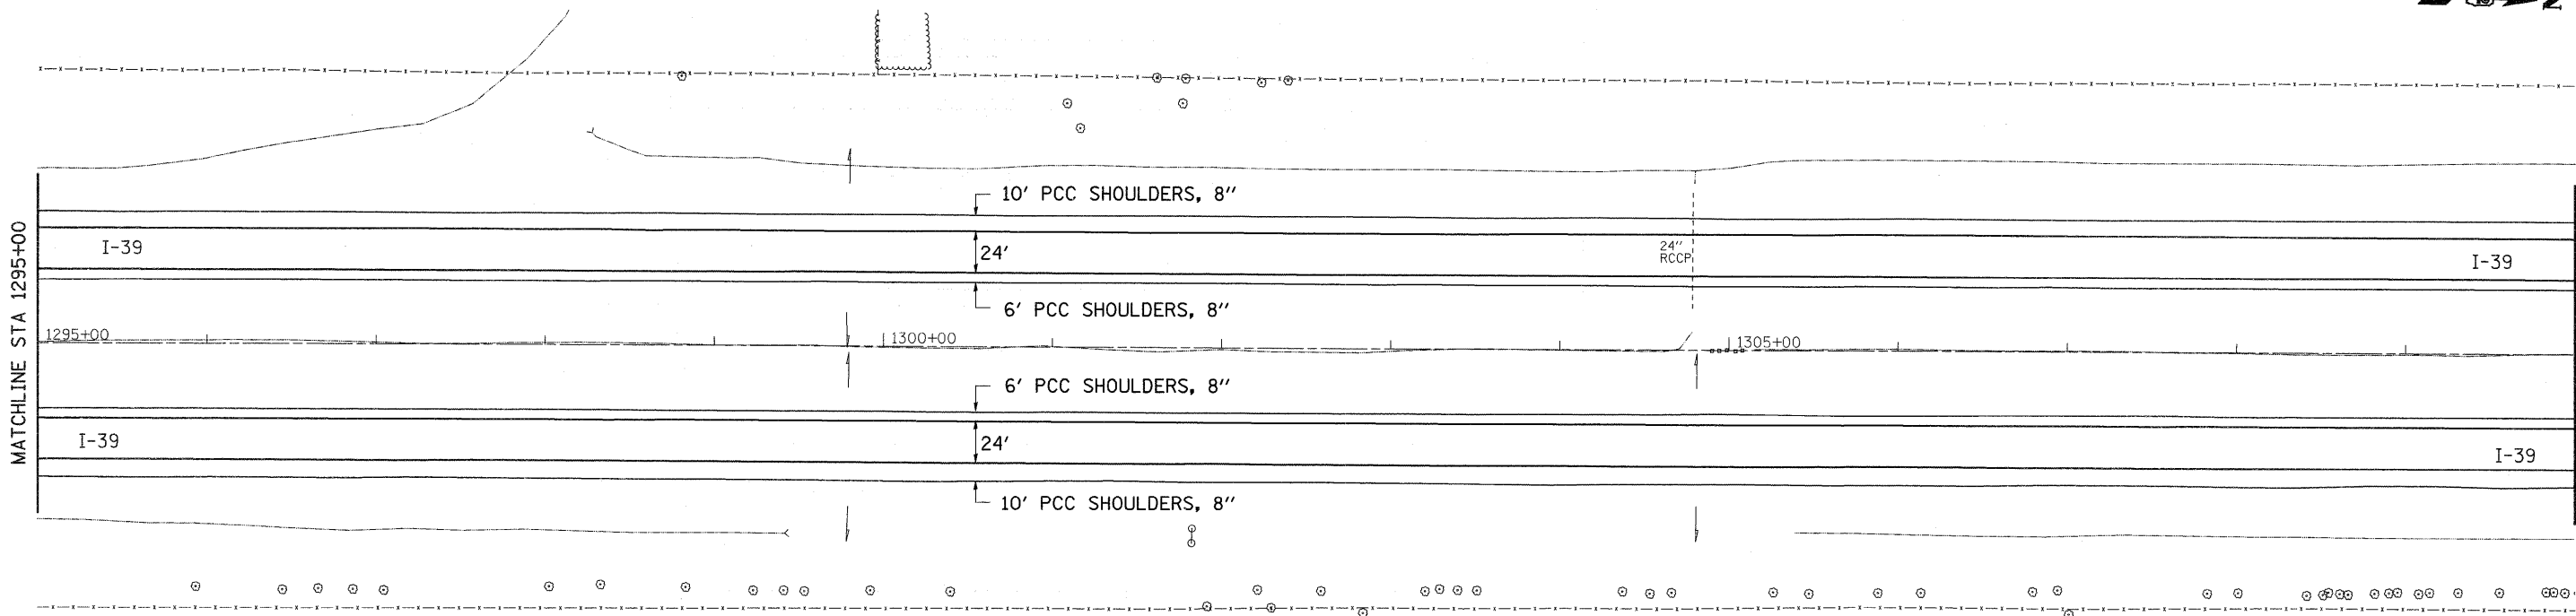 N
10' PCC SHOULDERS, 8"
I-39
24'
24"
RCCP
I-39
6' PCC SHOULDERS, 8"
MATCHLINE STA 1295+00
1295+00
1300+00
1305+00
6' PCC SHOULDERS, 8"
I-39
24'
I-39
10' PCC SHOULDERS, 8"